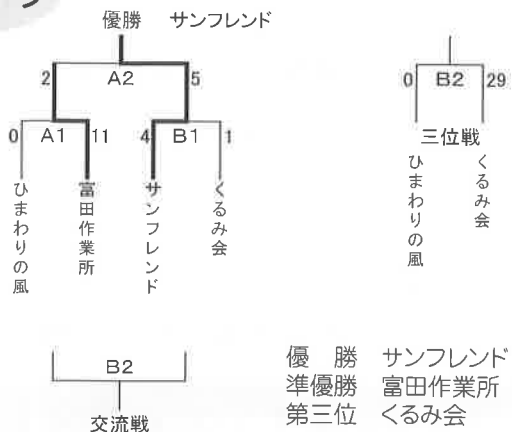 優勝 サンフレンド
2 A2 5
0 A1 11 4 B1 1
ひまわりの風
富田作業所
サンフレンド
くるみ会
0 B2 29
三位戦
ひまわりの風
くるみ会
B2
交流戦
優 勝 サンフレンド
準優勝 富田作業所
第三位 くるみ会